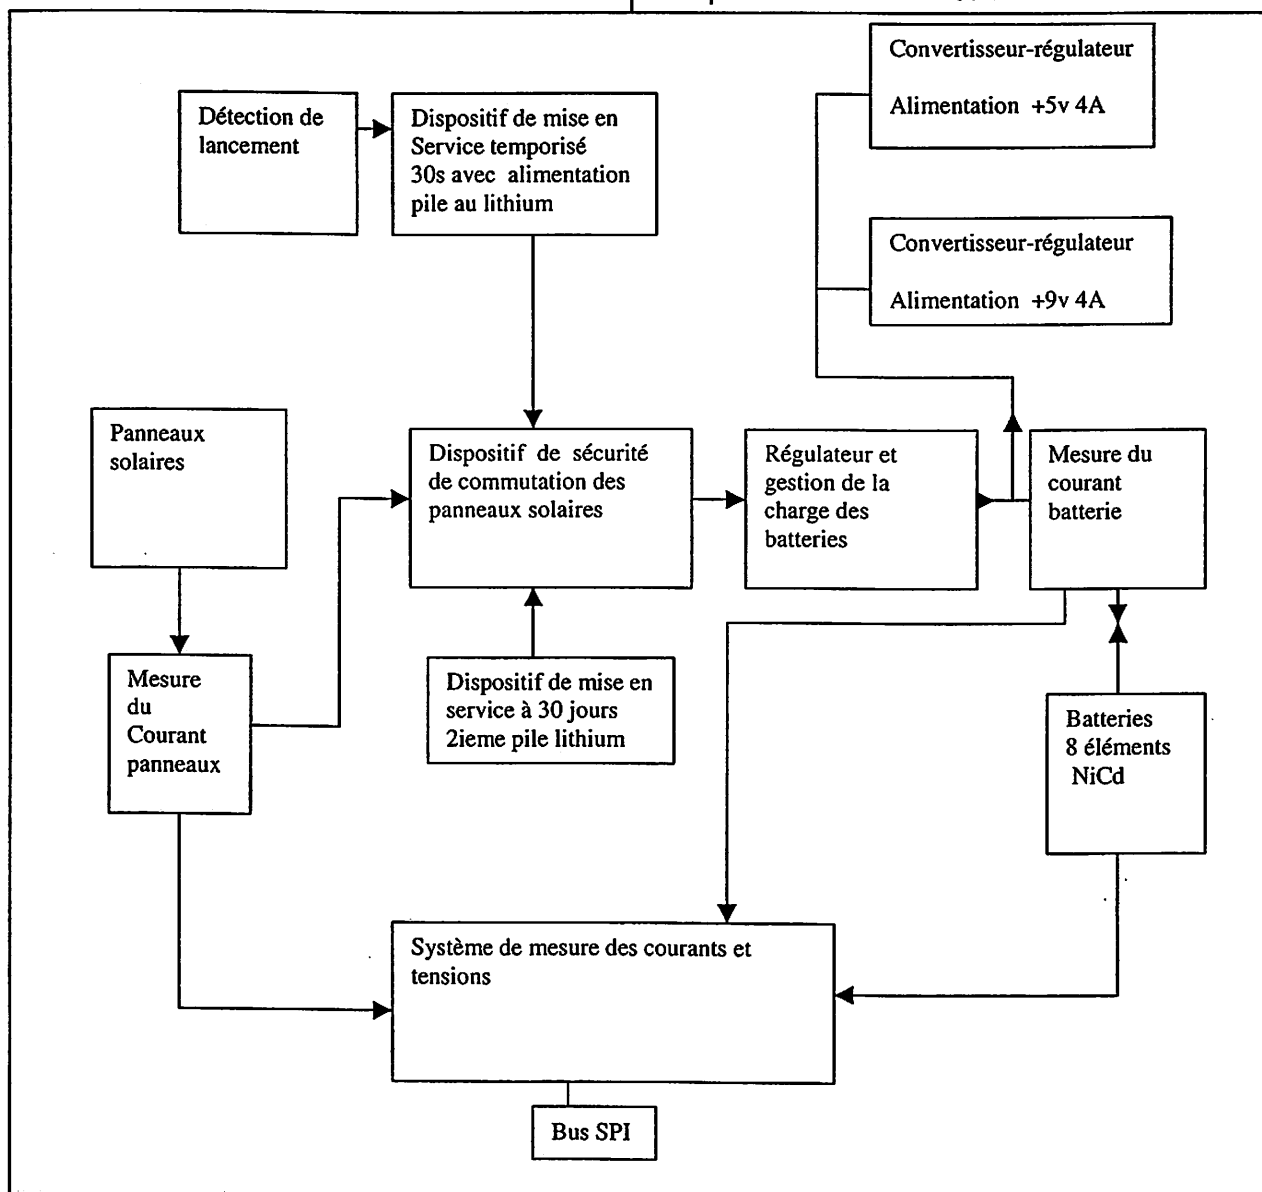 Convertisseur-régulateur
Alimentation +5v 4A
Détection de
lancement
Dispositif de mise en
Service temporisé
30s avec alimentation
pile au lithium
Convertisseur-régulateur
Alimentation +9v 4A
Panneaux
solaires
Dispositif de sécurité
de commutation des
panneaux solaires
Régulateur et
gestion de la
charge des
batteries
Mesure du
courant
batterie
Mesure
du
Courant
panneaux
Dispositif de mise en
service à 30 jours
2ieme pile lithium
Batteries
8 éléments
NiCd
Système de mesure des courants et
tensions
Bus SPI